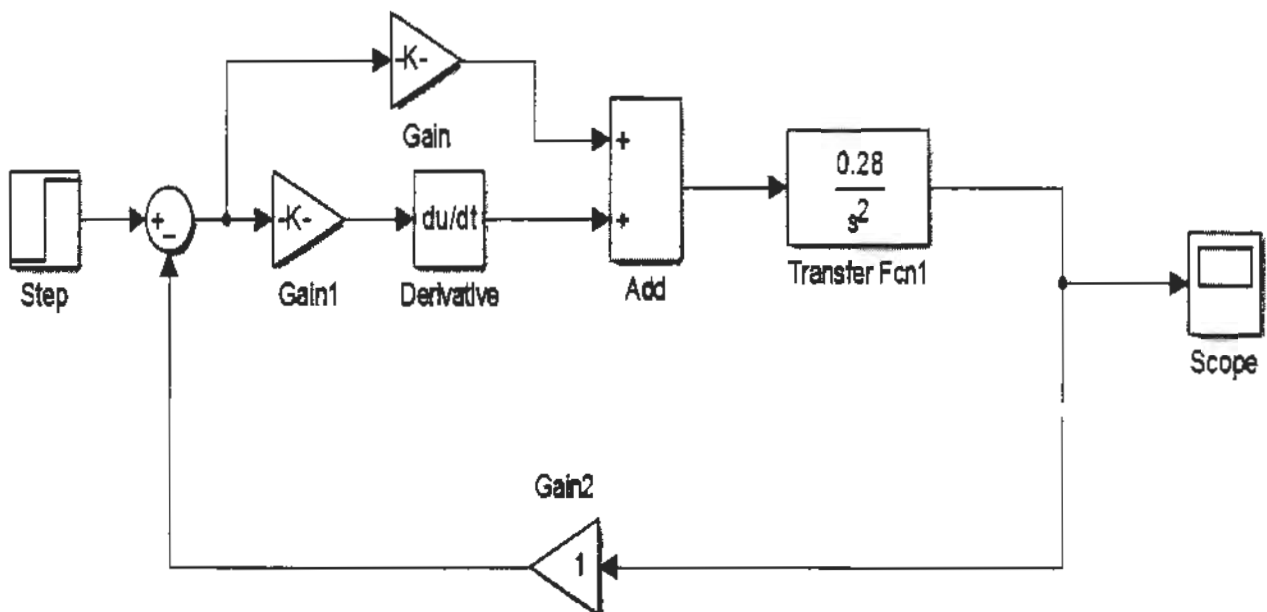 -K-
Gain
+
0.28
s2
+
-
-K-
du/dt
+
Step
Gain1
Derivative
Add
Transfer Fcn1
Scope
Gain2
1